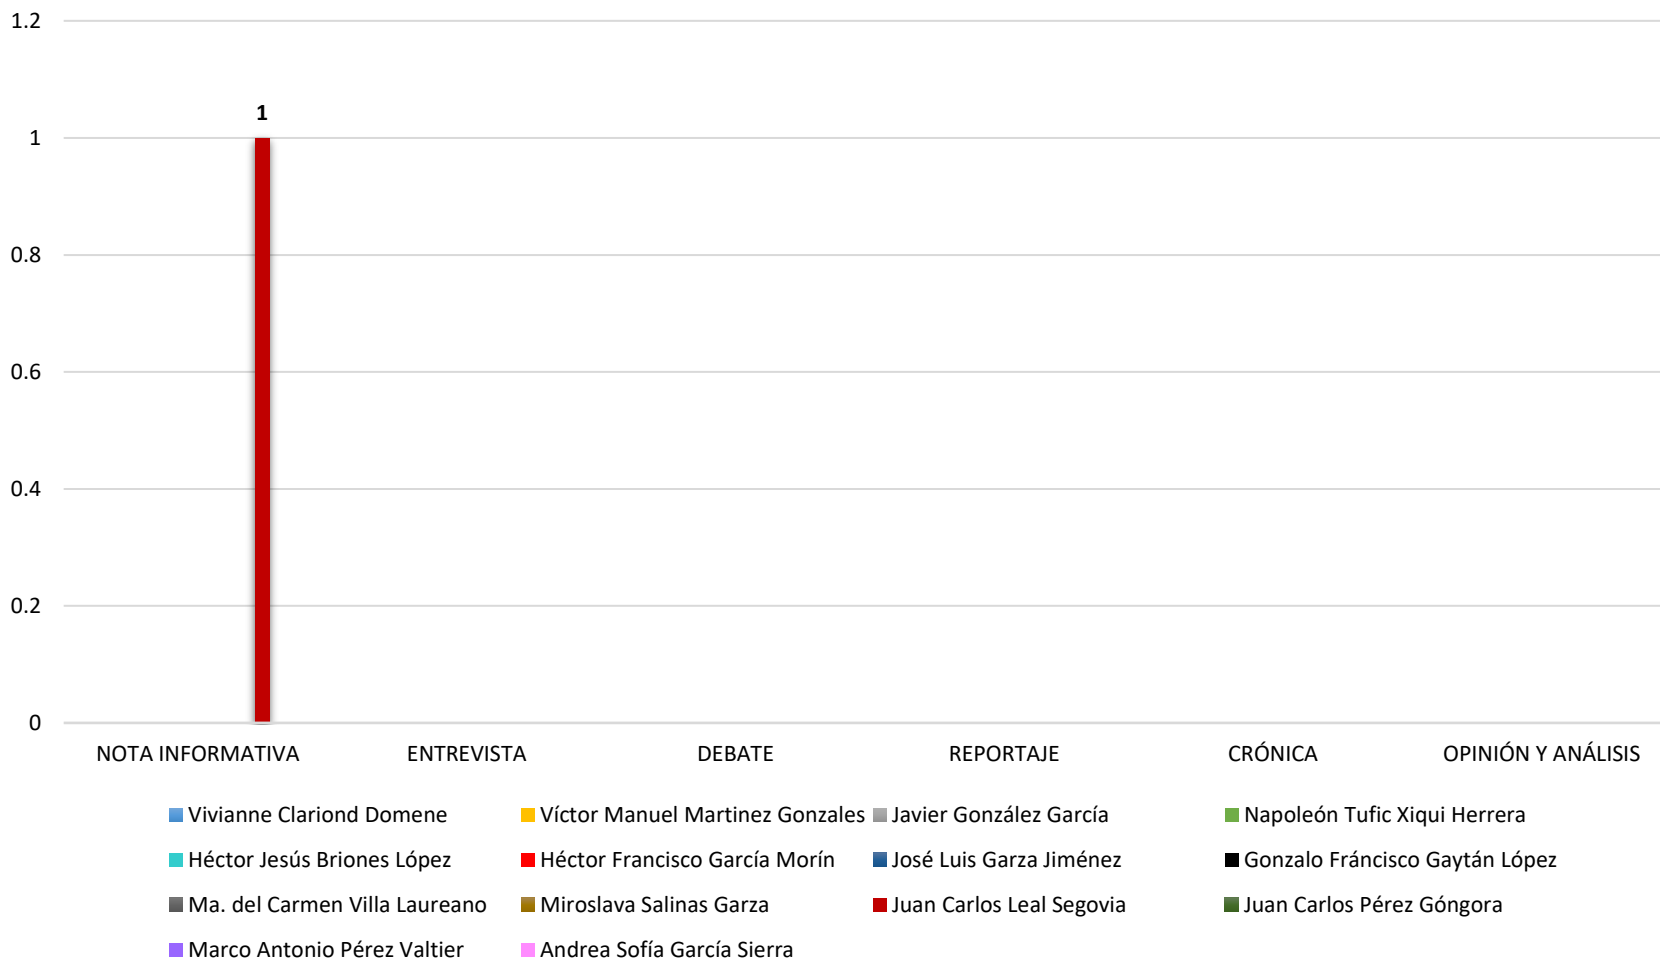 1.2
1
1
0.8
0.6
0.4
0.2
0
NOTA INFORMATIVA ENTREVISTA DEBATE REPORTAJE CRÓNICA OPINIÓN Y ANÁLISIS
Vivianne Clariond Domene Víctor Manuel Martinez Gonzales Javier González García Napoleón Tufic Xiqui Herrera
Héctor Jesús Briones López Héctor Francisco García Morín José Luis Garza Jiménez Gonzalo Fráncisco Gaytán López
Ma. del Carmen Villa Laureano Miroslava Salinas Garza Juan Carlos Leal Segovia Juan Carlos Pérez Góngora
Marco Antonio Pérez Valtier Andrea Sofía García Sierra